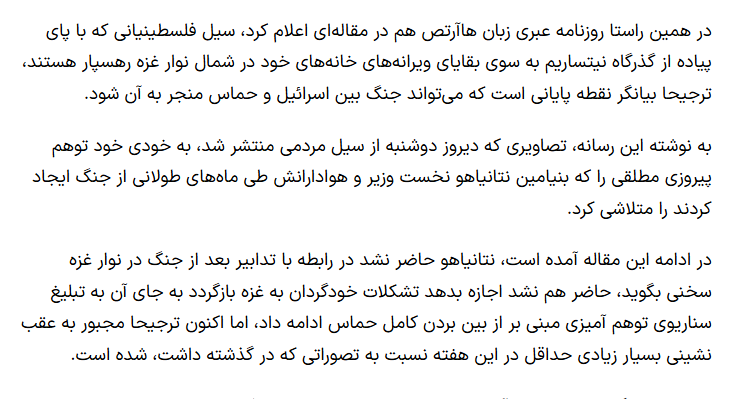 در همین راستا روزنامه عبری زبان هاآرتص هم در مقاله‌ای اعلام کرد، سیل فلسطینیانی که با پای
پیاده از گذرگاه نیتساریم به سوی بقایای ویرانه‌های خانه‌های خود در شمال نوار غزه رهسپار هستند،
ترجیحا بیانگر نقطه پایانی است که می‌تواند جنگ بین اسرائیل و حماس منجر به آن شود.
به نوشته این رسانه، تصاویری که دیروز دوشنبه از سیل مردمی منتشر شد، به خودی خود توهم
پیروزی مطلقی را که بنیامین نتانیاهو نخست وزیر و هوادارانش طی ماه‌های طولانی از جنگ ایجاد
کردند را متلاشی کرد.
در ادامه این مقاله آمده است، نتانیاهو حاضر نشد در رابطه با تدابیر بعد از جنگ در نوار غزه
سخنی بگوید، حاضر هم نشد اجازه بدهد تشکلات خودگردان به غزه بازگردد به جای آن به تبلیغ
سناریوی توهم آمیزی مبنی بر از بین بردن کامل حماس ادامه داد، اما اکنون ترجیحا مجبور به عقب
نشینی بسیار زیادی حداقل در این هفته نسبت به تصوراتی که در گذشته داشت، شده است.